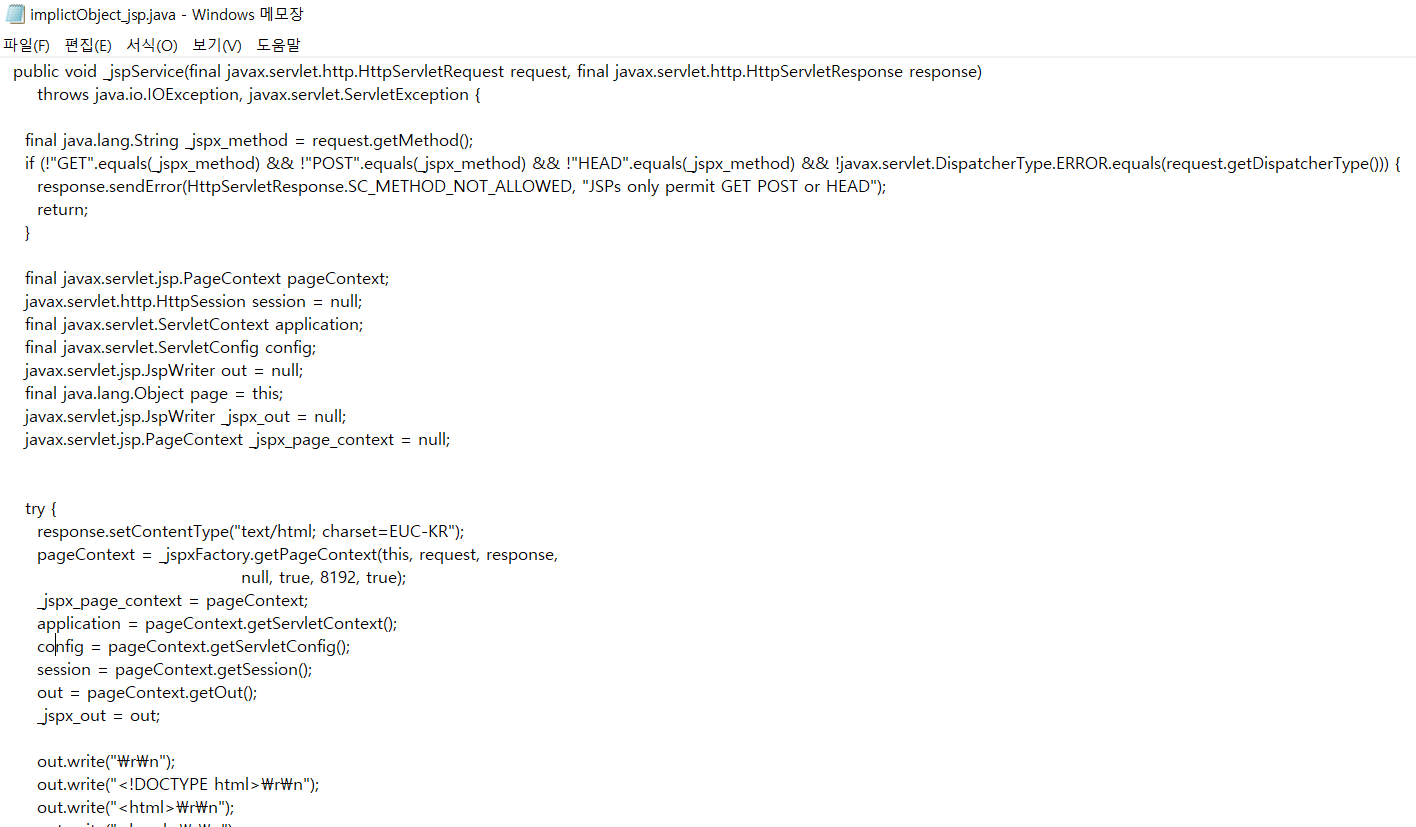 implictObject_jsp.java - Windows 메모장
파일(F) 편집(E) 서식(O) 보기(V) 도움말
public void _jspService(final javax.servlet.http.HttpServletRequest request, final javax.servlet.http.HttpServletResponse response)
throws java.io.IOException, javax.servlet.ServletException {
final java.lang.String _jspx_method = request.getMethod();
if (!"GET".equals(_jspx_method) && !"POST".equals(_jspx_method) && !"HEAD".equals(_jspx_method) && !javax.servlet.DispatcherType.ERROR.equals(request.getDispatcherType())) {
response.sendError(HttpServletResponse.SC_METHOD_NOT_ALLOWED, "JSPs only permit GET POST or HEAD");
return;
}
final javax.servlet.jsp.PageContext pageContext;
javax.servlet.http.HttpSession session = null;
final javax.servlet.ServletContext application;
final javax.servlet.ServletConfig config;
javax.servlet.jsp.JspWriter out = null;
final java.lang.Object page = this;
javax.servlet.jsp.JspWriter _jspx_out = null;
javax.servlet.jsp.PageContext _jspx_page_context = null;
try {
response.setContentType("text/html; charset=EUC-KR");
pageContext = _jspxFactory.getPageContext(this, request, response,
null, true, 8192, true);
_jspx_page_context = pageContext;
application = pageContext.getServletContext();
config = pageContext.getServletConfig();
session = pageContext.getSession();
out = pageContext.getOut();
_jspx_out = out;
out.write("₩r₩n");
out.write("<!DOCTYPE html>₩r₩n");
out.write("<html>₩r₩n");